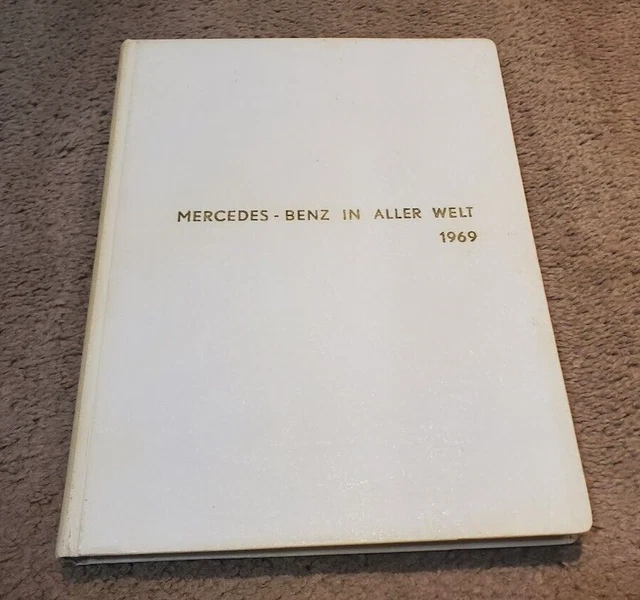 MERCEDES - BENZ IN ALLER WELT
1969